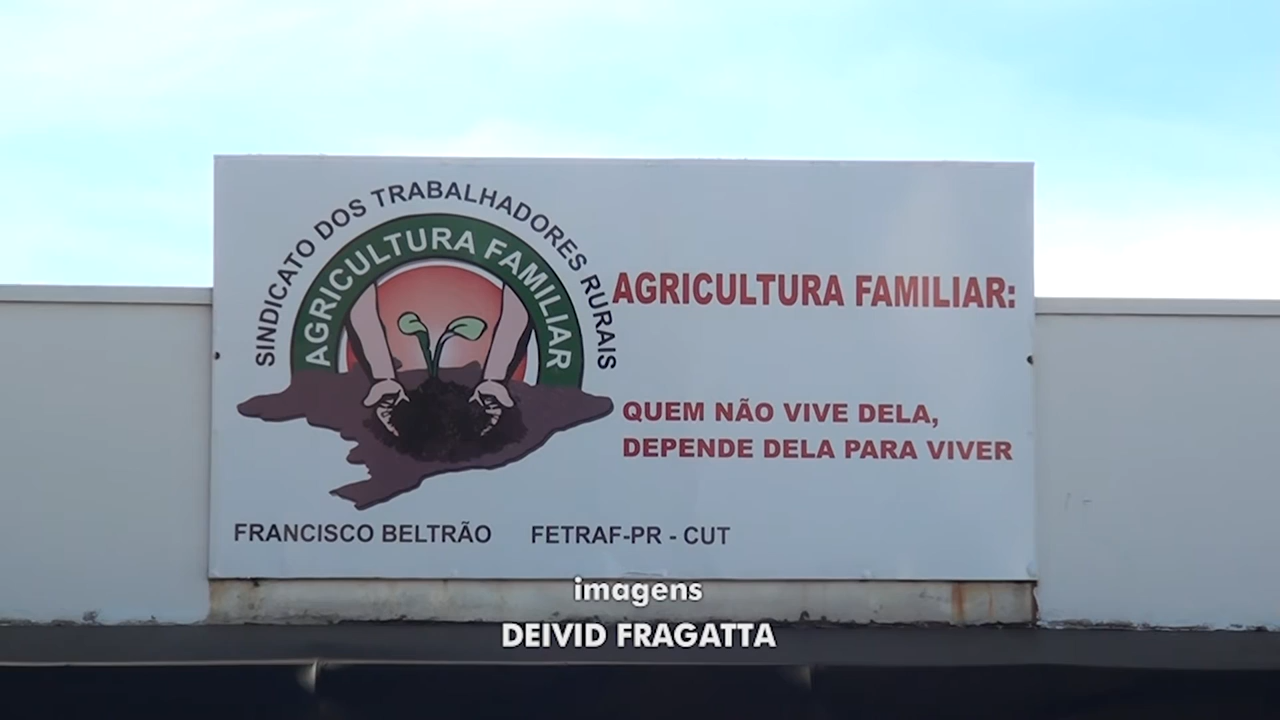 SINDICATO DOS TRABALHADORES RURAIS
AGRICULTURA FAMILIAR
AGRICULTURA FAMILIAR:
QUEM NÃO VIVE DELA,
DEPENDE DELA PARA VIVER
FRANCISCO BELTRÃO FETRAF-PR - CUT
imagens
DEIVID FRAGATTA